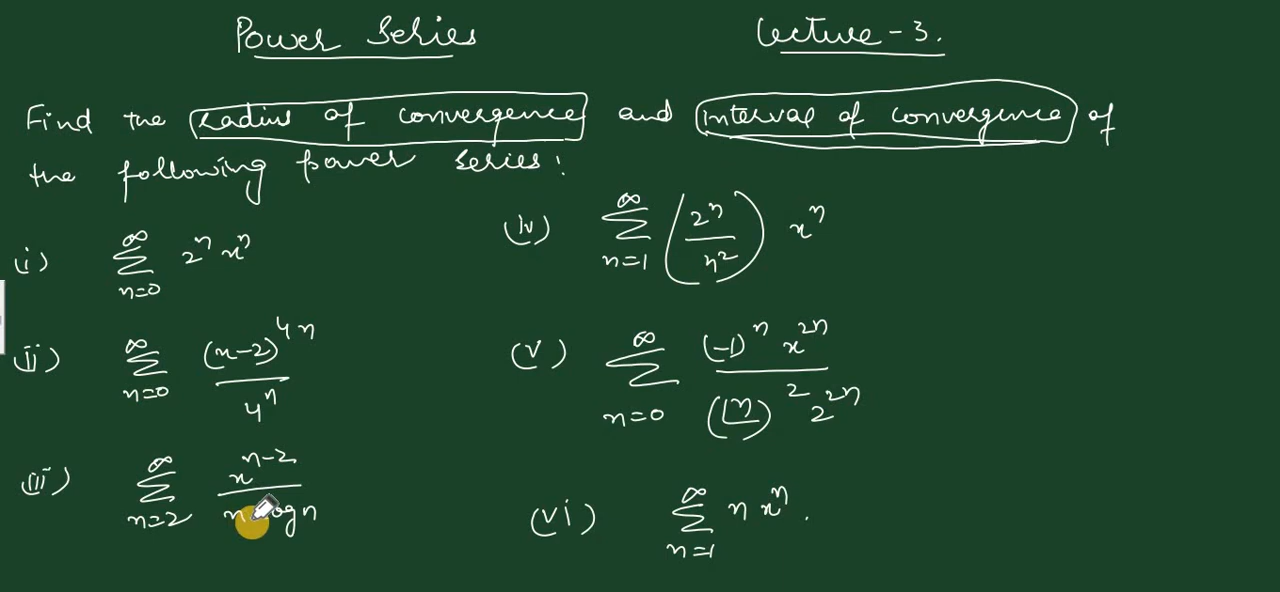 Power Series
Lecture - 3.
Find the radius of convergence and interval of convergence of
the following power series:
(i) ∞ Σ n=0 2^n x^n
(ii) ∞ Σ n=0 (x-2)^4n / 4^n
(iii) ∞ Σ n=2 x^n-2 / n log n
(iv) ∞ Σ n=1 (2^n / n^2) x^n
(v) ∞ Σ n=0 (-1)^n x^2n / (|n)^2 2^2n
(vi) ∞ Σ n=1 n x^n .